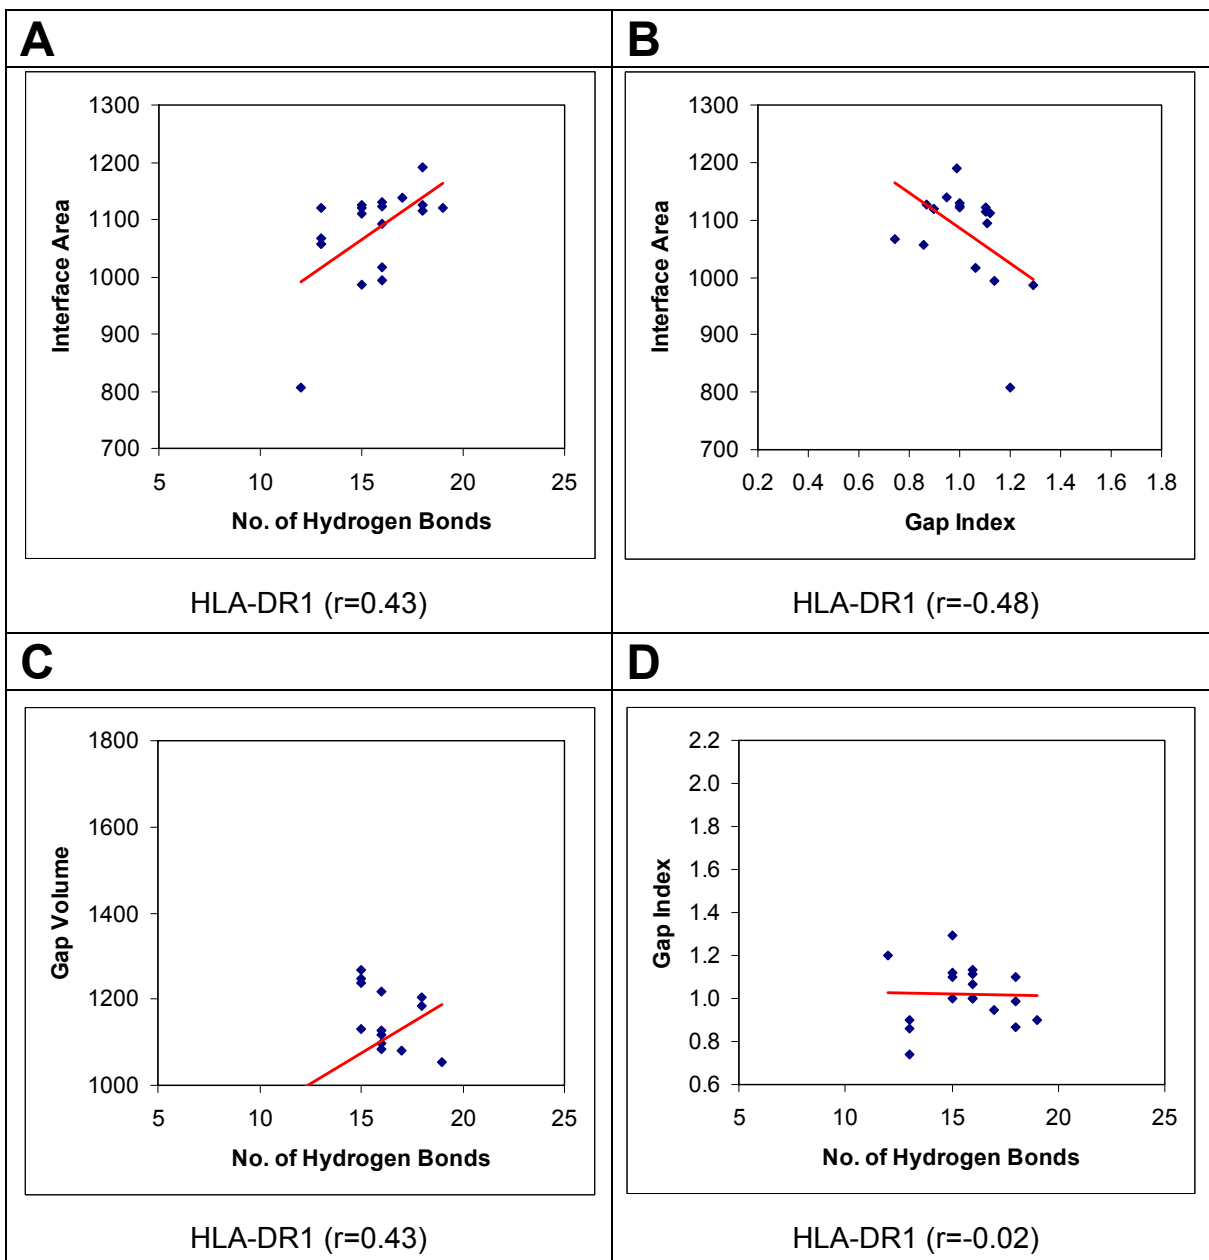 A
B
1300
1200
1100
1000
900
800
700
5 10 15 20 25
Interface Area
No. of Hydrogen Bonds
HLA-DR1 (r=0.43)
1300
1200
1100
1000
900
800
700
0.2 0.4 0.6 0.8 1.0 1.2 1.4 1.6 1.8
Interface Area
Gap Index
HLA-DR1 (r=-0.48)
C
D
1800
1600
1400
1200
1000
5 10 15 20 25
Gap Volume
No. of Hydrogen Bonds
HLA-DR1 (r=0.43)
2.2
2.0
1.8
1.6
1.4
1.2
1.0
0.8
0.6
5 10 15 20 25
Gap Index
No. of Hydrogen Bonds
HLA-DR1 (r=-0.02)